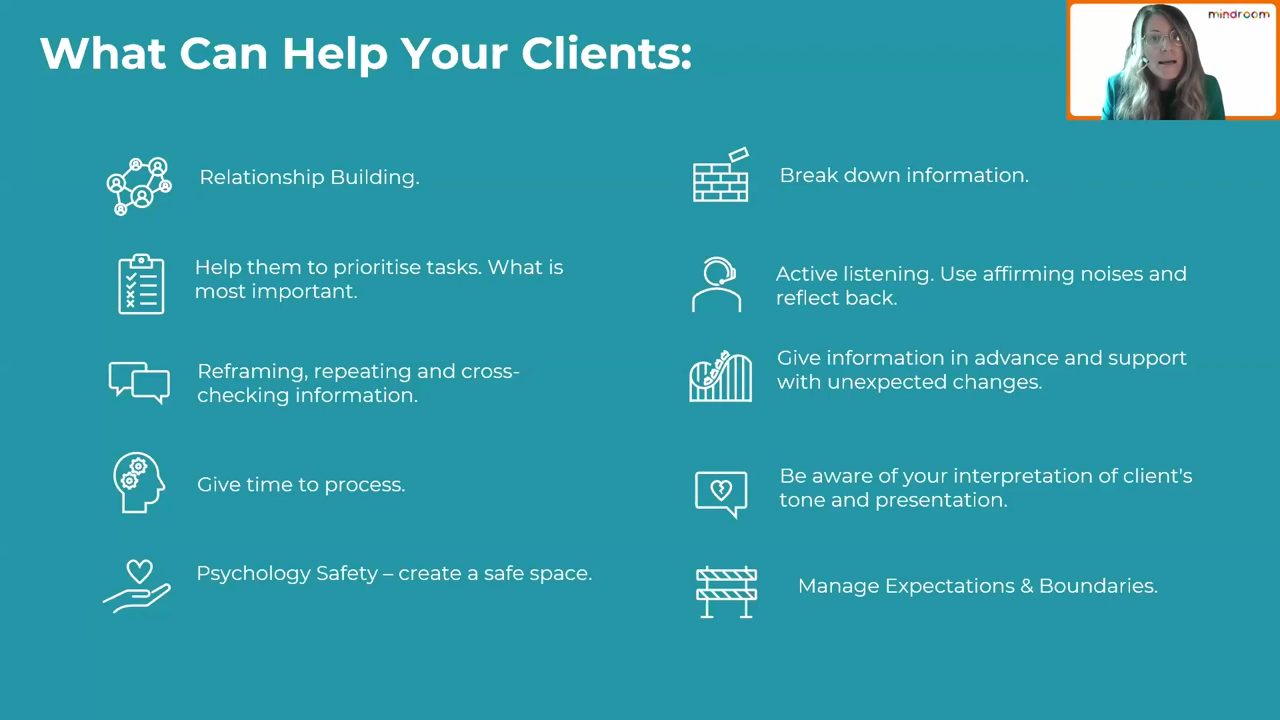 What Can Help Your Clients:
mindroom
Relationship Building.
Help them to prioritise tasks. What is
most important.
Reframing, repeating and cross-
checking information.
Give time to process.
Psychology Safety – create a safe space.
Break down information.
Active listening. Use affirming noises and
reflect back.
Give information in advance and support
with unexpected changes.
Be aware of your interpretation of client's
tone and presentation.
Manage Expectations & Boundaries.